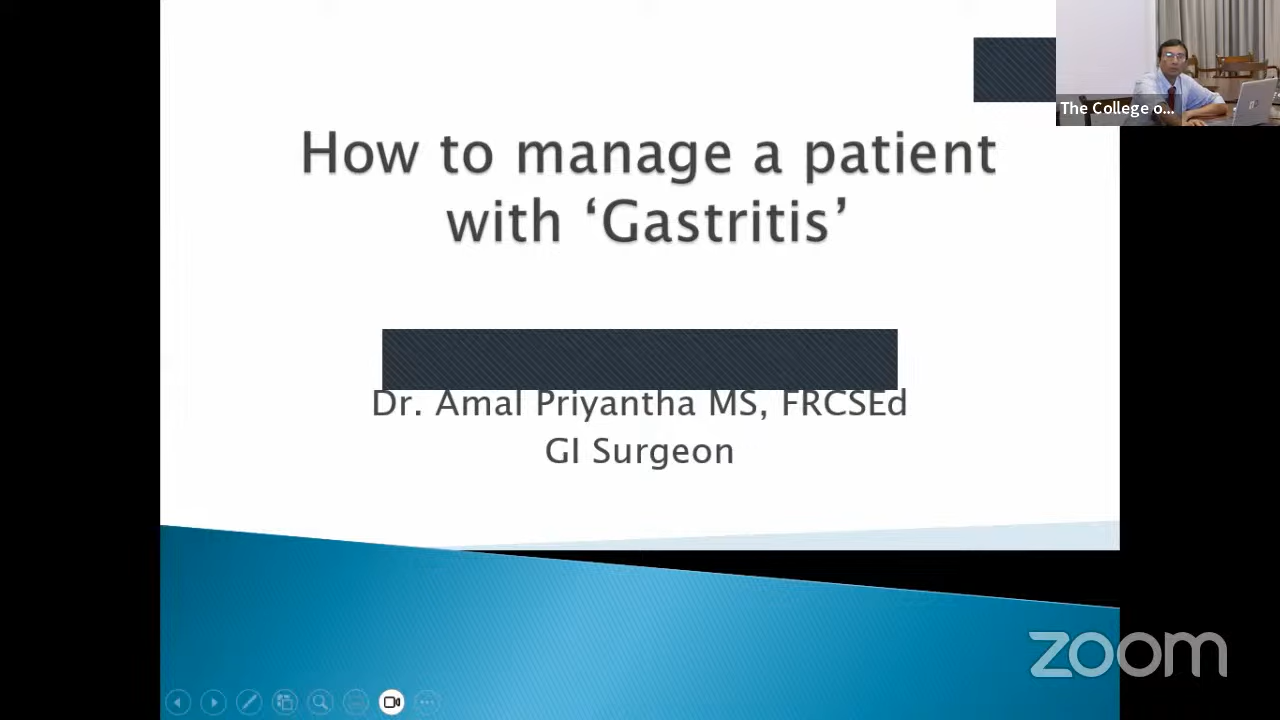 The College o...
How to manage a patient
with ‘Gastritis’
Dr. Amal Priyantha MS, FRCSEd
GI Surgeon
zoom